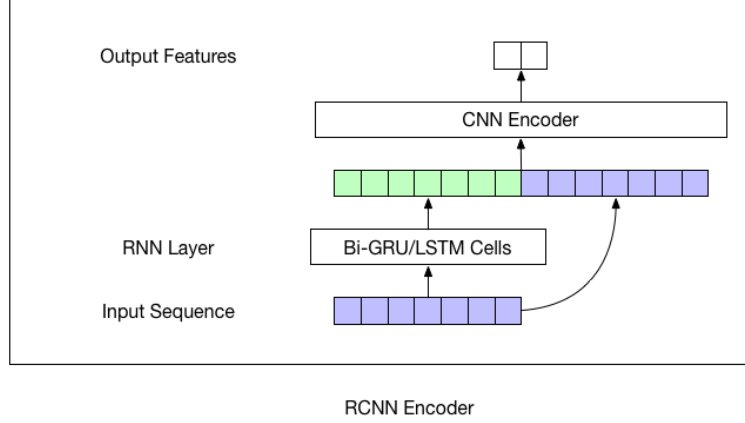 Output Features
CNN Encoder
RNN Layer
Bi-GRU/LSTM Cells
Input Sequence
RCNN Encoder